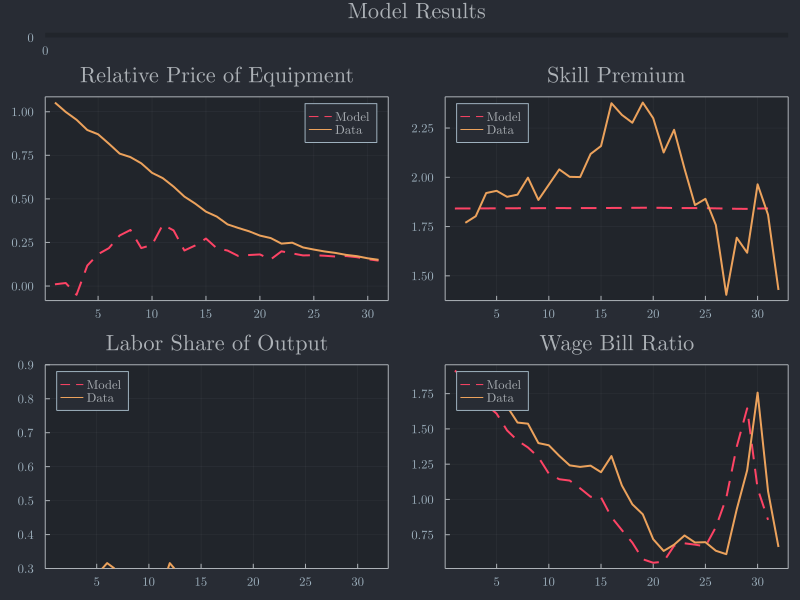 Model Results
0
0
Relative Price of Equipment
Skill Premium
1.00
0.75
0.50
0.25
0.00
Model
Data
5 10 15 20 25 30
2.25
2.00
1.75
1.50
Model
Data
5 10 15 20 25 30
Labor Share of Output
Wage Bill Ratio
0.9
0.8
0.7
0.6
0.5
0.4
0.3
Model
Data
5 10 15 20 25 30
1.75
1.50
1.25
1.00
0.75
Model
Data
5 10 15 20 25 30